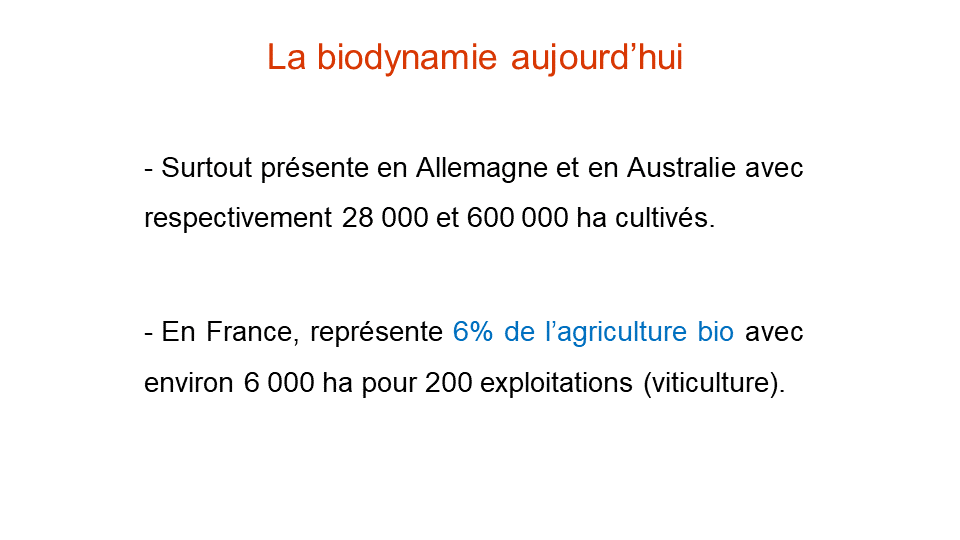 La biodynamie aujourd’hui
- Surtout présente en Allemagne et en Australie avec
respectivement 28 000 et 600 000 ha cultivés.
- En France, représente 6% de l’agriculture bio avec
environ 6 000 ha pour 200 exploitations (viticulture).